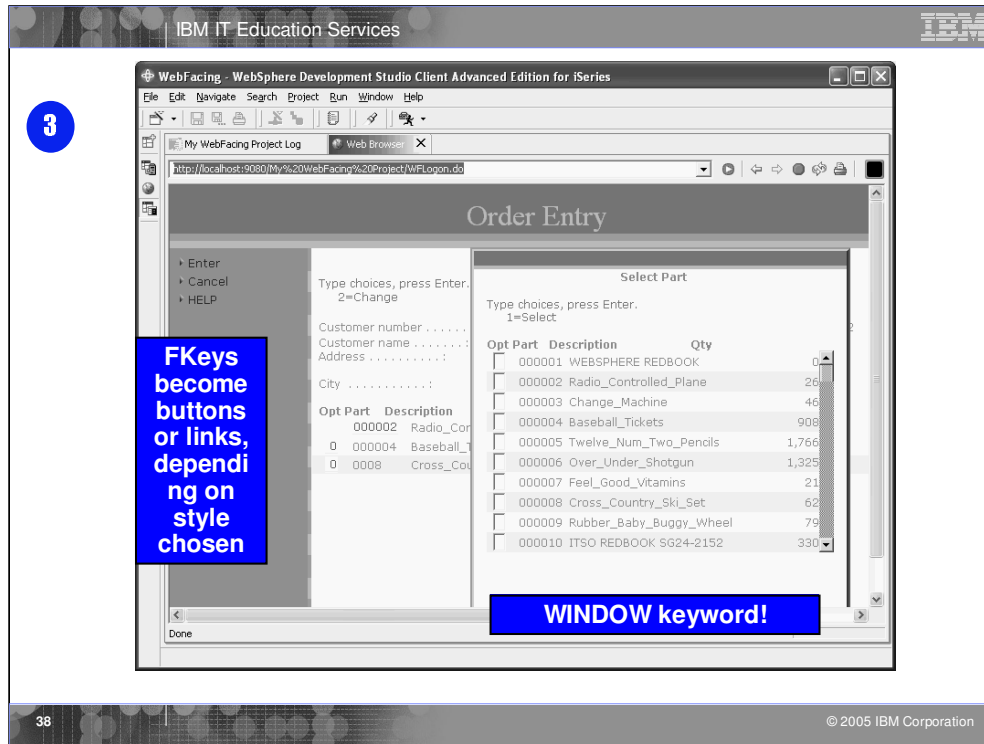 IBM IT Education Services
IBM
3
WebFacing - WebSphere Development Studio Client Advanced Edition for iSeries
File Edit Navigate Search Project Run Window Help
My WebFacing Project Log
Web Browser
http://localhost:9080/My%20WebFacing%20Project/WFLogon.do
Order Entry
Enter
Cancel
HELP
Type choices, press Enter.
2=Change
Customer number . . . . . .
Customer name . . . . . . . :
Address . . . . . . . . . . :
City . . . . . . . . . . . :
Opt Part Description
000002 Radio_Cor
0 000004 Baseball_T
0 0008 Cross_Cou
Select Part
Type choices, press Enter.
1=Select
Opt Part Description Qty
000001 WEBSPHERE REDBOOK 0
000002 Radio_Controlled_Plane 26
000003 Change_Machine 46
000004 Baseball_Tickets 908
000005 Twelve_Num_Two_Pencils 1,766
000006 Over_Under_Shotgun 1,325
000007 Feel_Good_Vitamins 21
000008 Cross_Country_Ski_Set 62
000009 Rubber_Baby_Buggy_Wheel 79
000010 ITSO REDBOOK SG24-2152 330
FKeys
become
buttons
or links,
dependi
ng on
style
chosen
WINDOW keyword!
Done
38
© 2005 IBM Corporation